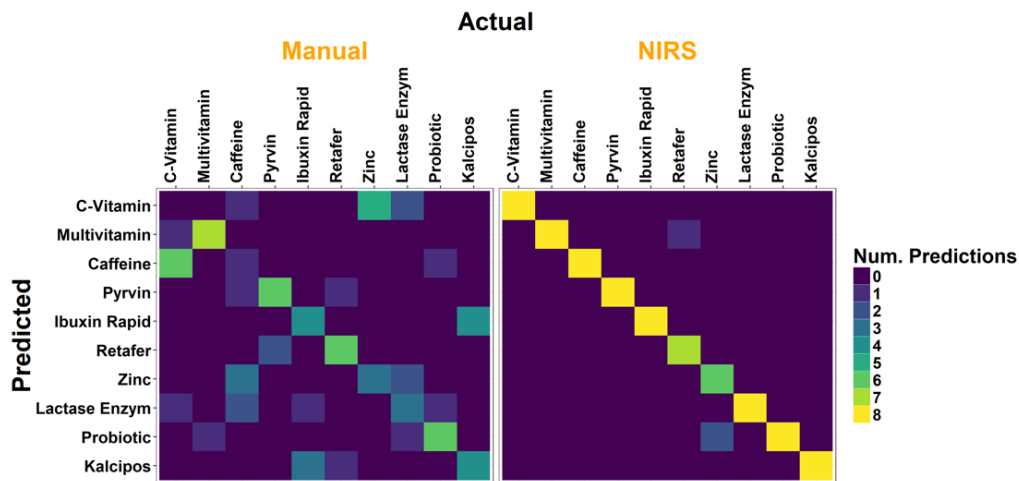 Actual
Manual
NIRS
C-Vitamin
Multivitamin
Caffeine
Pyrvin
Ibuxin Rapid
Retafer
Zinc
Lactase Enzym
Probiotic
Kalcipos
C-Vitamin
Multivitamin
Caffeine
Pyrvin
Ibuxin Rapid
Retafer
Zinc
Lactase Enzym
Probiotic
Kalcipos
Predicted
C-Vitamin
Multivitamin
Caffeine
Pyrvin
Ibuxin Rapid
Retafer
Zinc
Lactase Enzym
Probiotic
Kalcipos
Num. Predictions
0
1
2
3
4
5
6
7
8